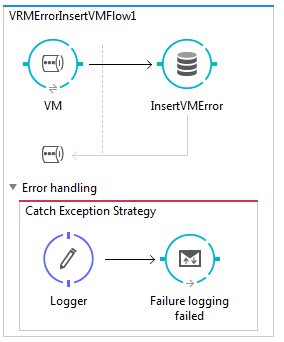 VRMErrorInsertVMFlow1
VM
InsertVMError
Error handling
Catch Exception Strategy
Logger
Failure logging
failed